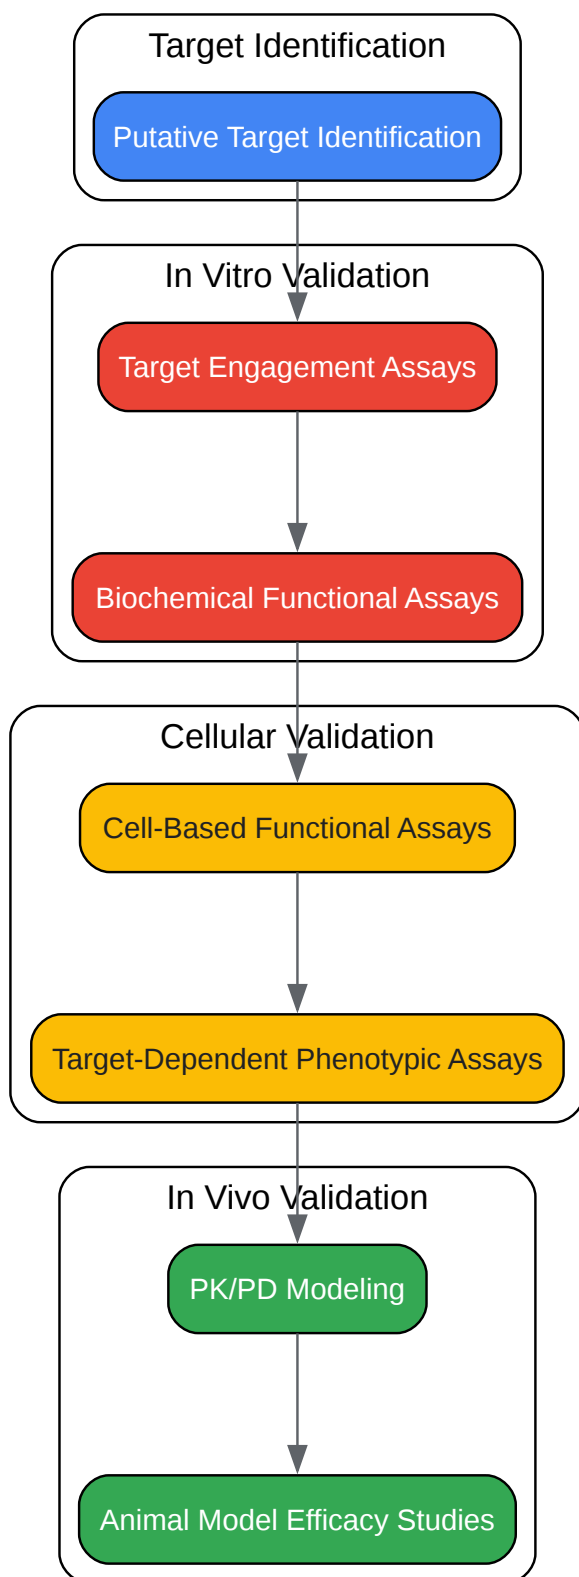 Target Identification
Putative Target Identification
In Vitro Validation
Target Engagement Assays
Biochemical Functional Assays
Cellular Validation
Cell-Based Functional Assays
Target-Dependent Phenotypic Assays
In Vivo Validation
PK/PD Modeling
Animal Model Efficacy Studies